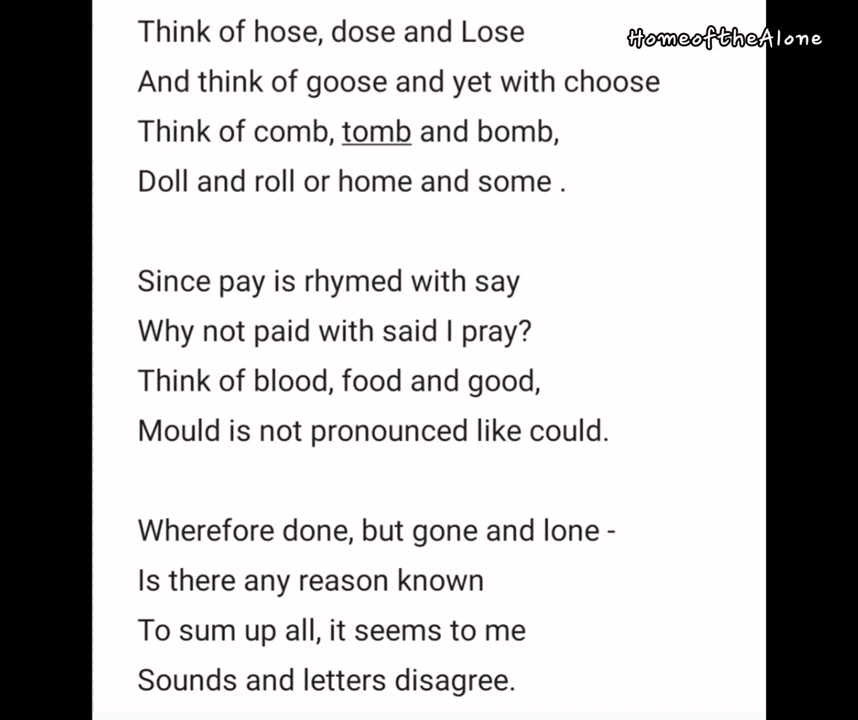 HomeoftheAlone
Think of hose, dose and Lose
And think of goose and yet with choose
Think of comb, tomb and bomb,
Doll and roll or home and some .
Since pay is rhymed with say
Why not paid with said I pray?
Think of blood, food and good,
Mould is not pronounced like could.
Wherefore done, but gone and lone -
Is there any reason known
To sum up all, it seems to me
Sounds and letters disagree.